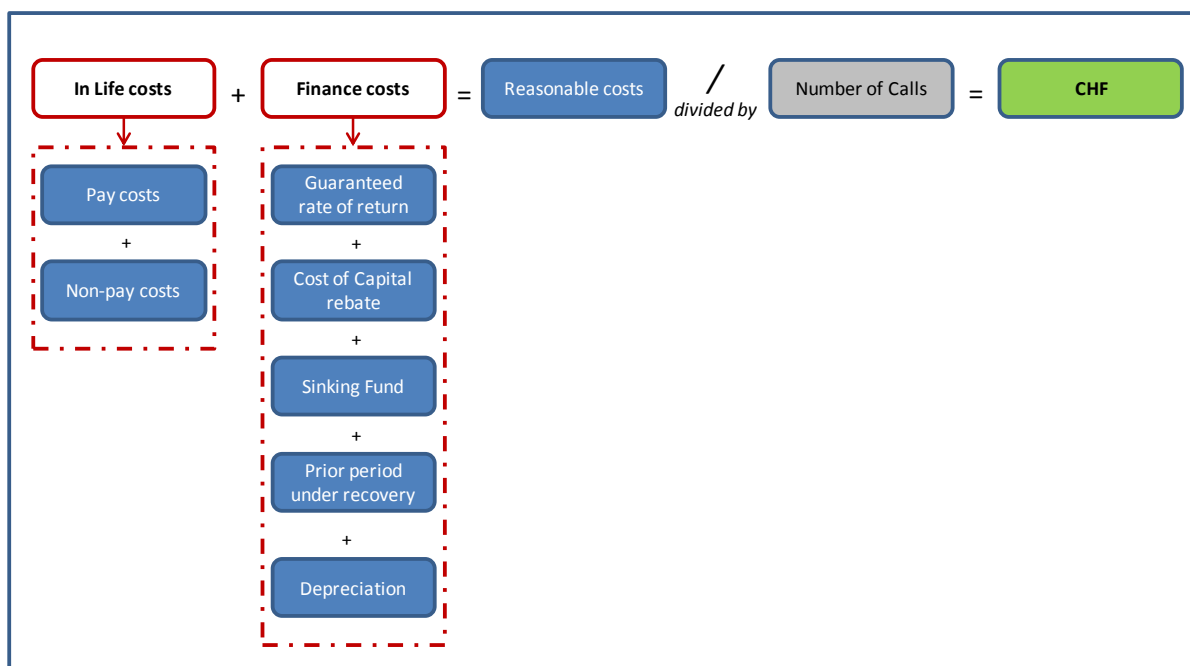 In Life costs
+
Finance costs
=
Reasonable costs
/
divided by
Number of Calls
=
CHF
Pay costs
+
Non-pay costs
Guaranteed
rate of return
+
Cost of Capital
rebate
+
Sinking Fund
+
Prior period
under recovery
+
Depreciation